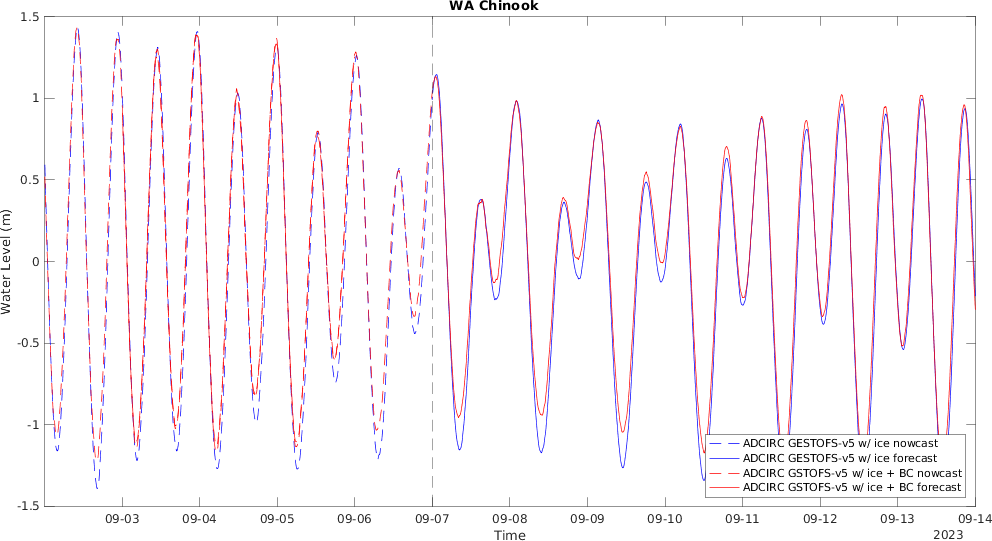 WA Chinook
1.5
1
0.5
0
-0.5
-1
-1.5
Water Level (m)
09-03 09-04 09-05 09-06 09-07 09-08 09-09 09-10 09-11 09-12 09-13 09-14
Time
2023
ADCIRC GESTOFS-v5 w/ ice nowcast
ADCIRC GESTOFS-v5 w/ ice forecast
ADCIRC GSTOFS-v5 w/ ice + BC nowcast
ADCIRC GSTOFS-v5 w/ ice + BC forecast